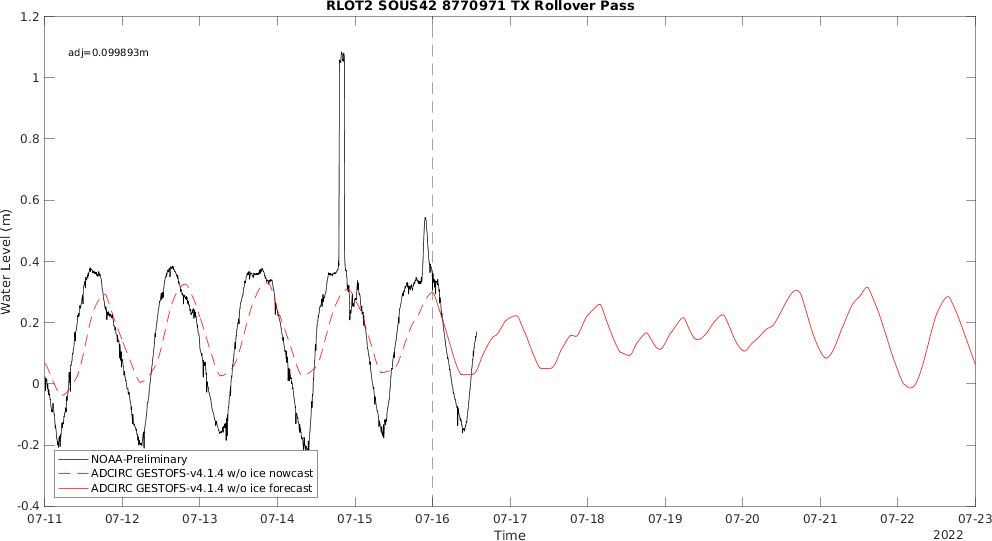 RLOT2 SOUS42 8770971 TX Rollover Pass
adj=0.099893m
1.2
1
0.8
0.6
0.4
0.2
0
-0.2
-0.4
Water Level (m)
NOAA-Preliminary
ADCIRC GESTOFS-v4.1.4 w/o ice nowcast
ADCIRC GESTOFS-v4.1.4 w/o ice forecast
07-11 07-12 07-13 07-14 07-15 07-16 07-17 07-18 07-19 07-20 07-21 07-22 07-23
Time
2022